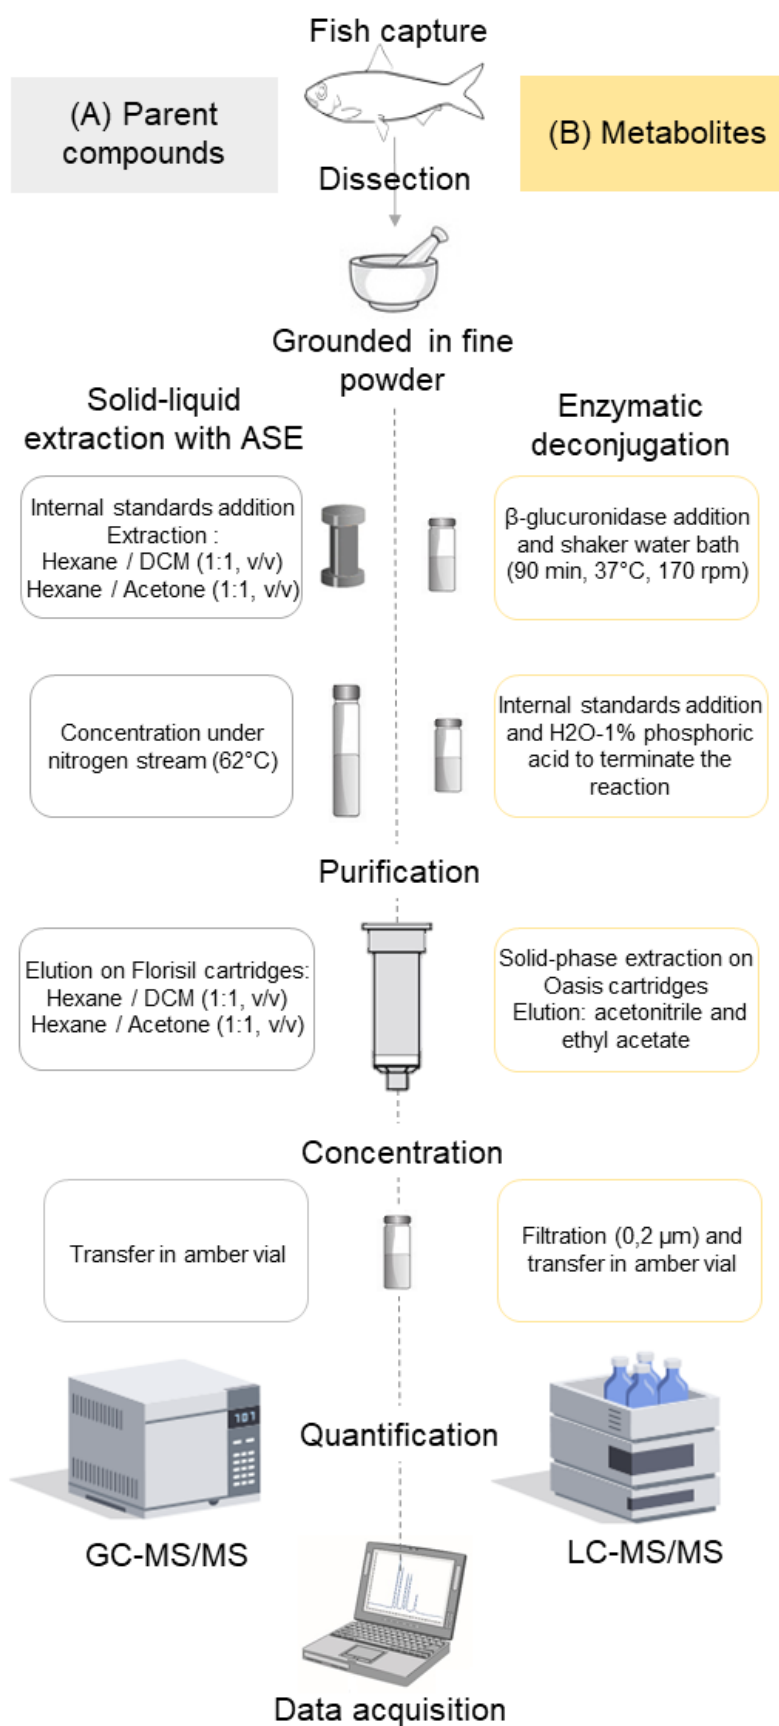 Fish capture
(A) Parent
compounds
(B) Metabolites
Dissection
Grounded in fine
powder
Solid-liquid
extraction with ASE
Enzymatic
deconjugation
Internal standards addition
Extraction :
Hexane / DCM (1:1, v/v)
Hexane / Acetone (1:1, v/v)
β-glucuronidase addition
and shaker water bath
(90 min, 37°C, 170 rpm)
Concentration under
nitrogen stream (62°C)
Internal standards addition
and H2O-1% phosphoric
acid to terminate the
reaction
Purification
Elution on Florisil cartridges:
Hexane / DCM (1:1, v/v)
Hexane / Acetone (1:1, v/v)
Solid-phase extraction on
Oasis cartridges
Elution: acetonitrile and
ethyl acetate
Concentration
Transfer in amber vial
Filtration (0,2 µm) and
transfer in amber vial
Quantification
GC-MS/MS
LC-MS/MS
Data acquisition